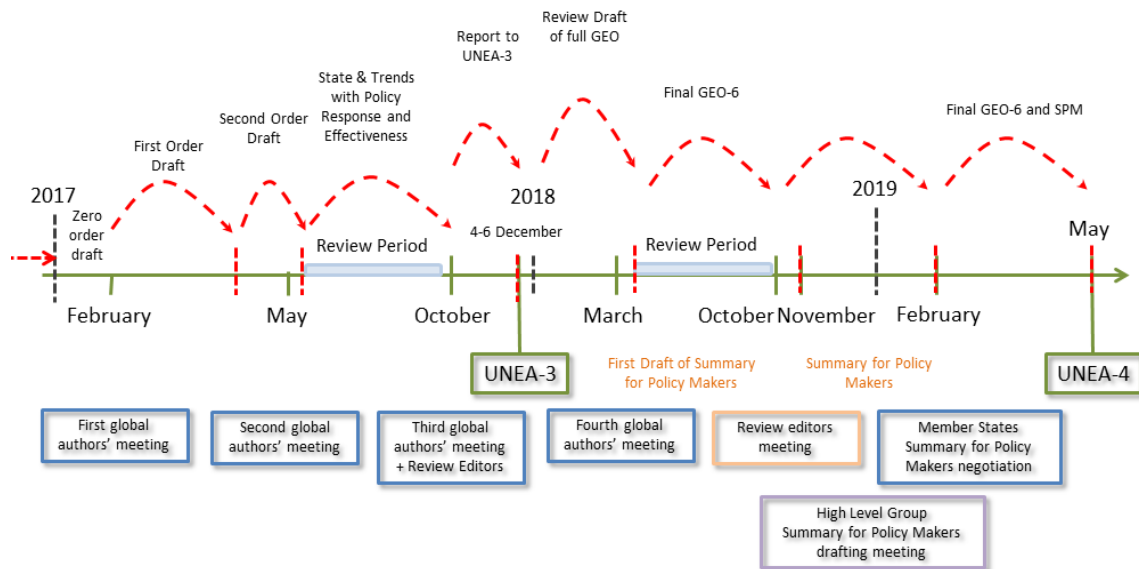 Review Draft
of full GEO
Report to
UNEA-3
State & Trends
with Policy
Response and
Effectiveness
Final GEO-6
Final GEO-6 and SPM
Second Order
Draft
First Order
Draft
2017
2018
2019
Zero
order
draft
4-6 December
May
Review Period
Review Period
February
May
October
March
October
November
February
UNEA-3
First Draft of Summary
for Policy Makers
Summary for Policy
Makers
UNEA-4
First global
authors' meeting
Second global
authors' meeting
Third global
authors' meeting
+ Review Editors
Fourth global
authors' meeting
Review editors
meeting
Member States
Summary for Policy
Makers negotiation
High Level Group
Summary for Policy Makers
drafting meeting